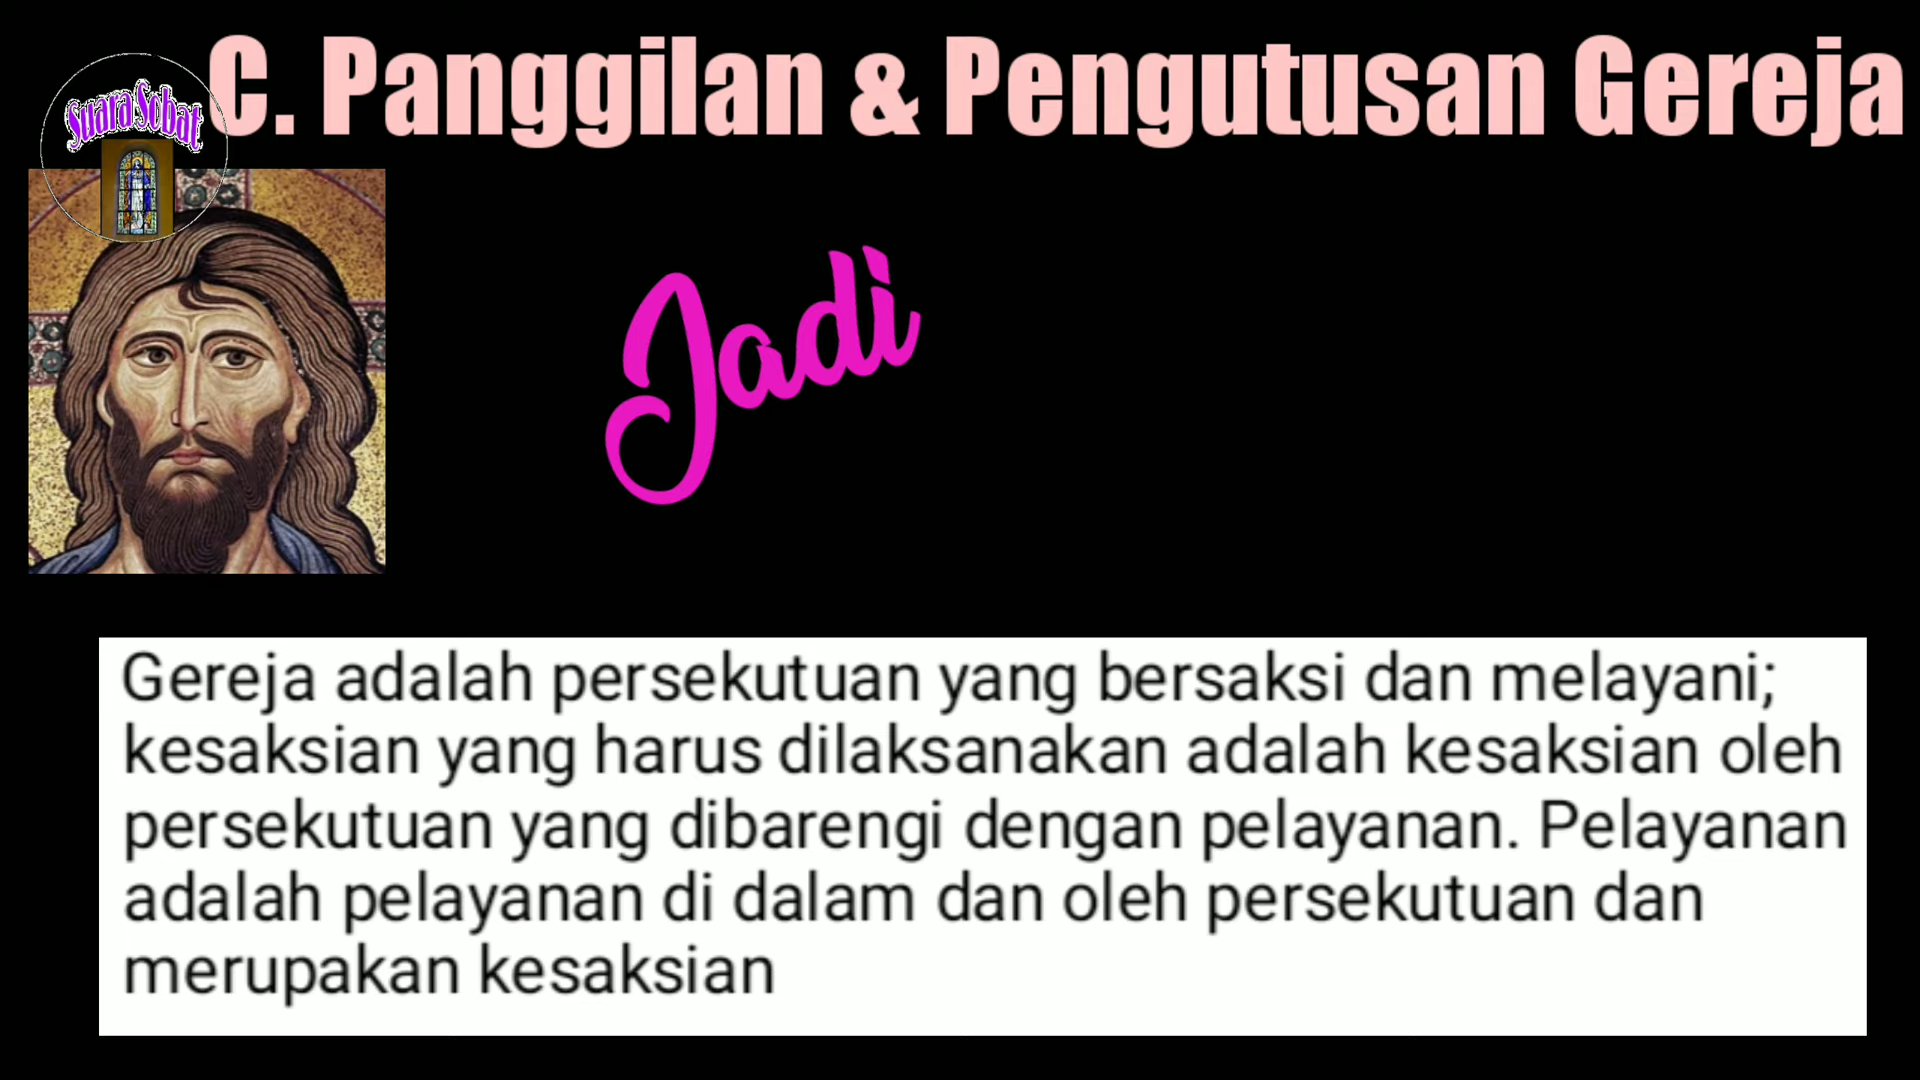 C. Panggilan & Pengutusan Gereja
Suara Sobat
Jadi
Gereja adalah persekutuan yang bersaksi dan melayani;
kesaksian yang harus dilaksanakan adalah kesaksian oleh
persekutuan yang dibarengi dengan pelayanan. Pelayanan
adalah pelayanan di dalam dan oleh persekutuan dan
merupakan kesaksian